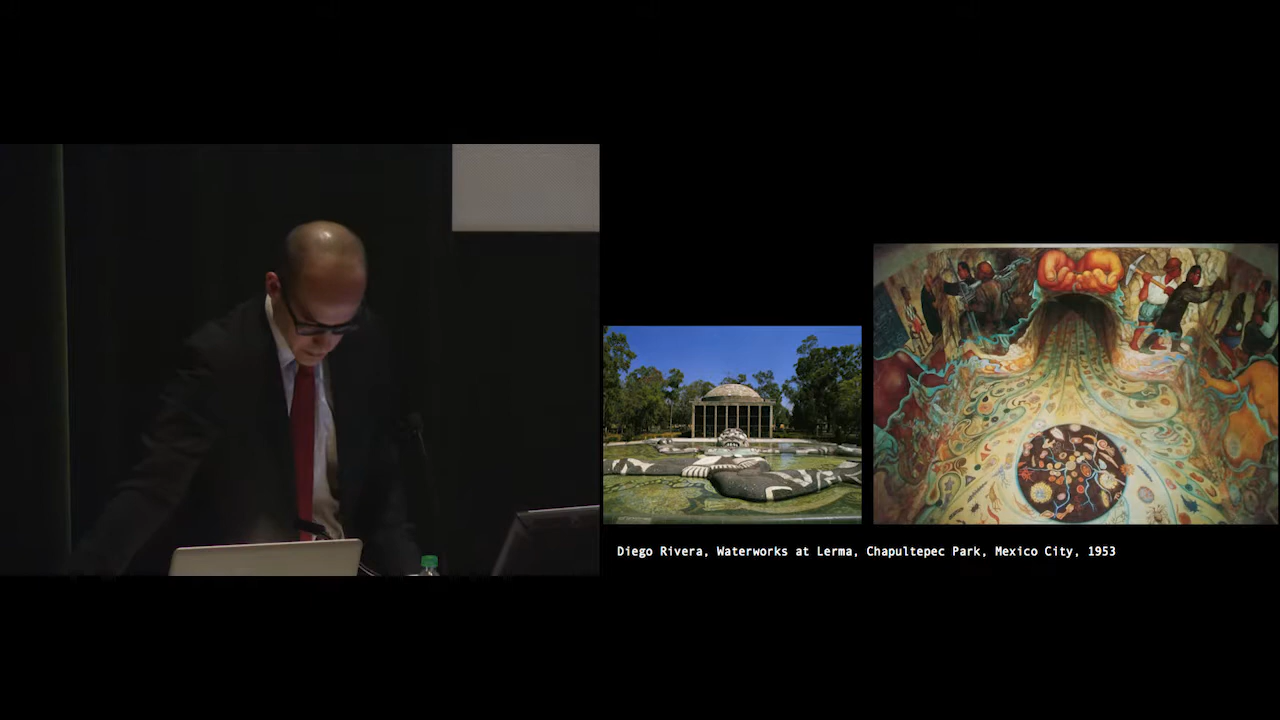 Diego Rivera, Waterworks at Lerma, Chapultepec Park, Mexico City, 1953